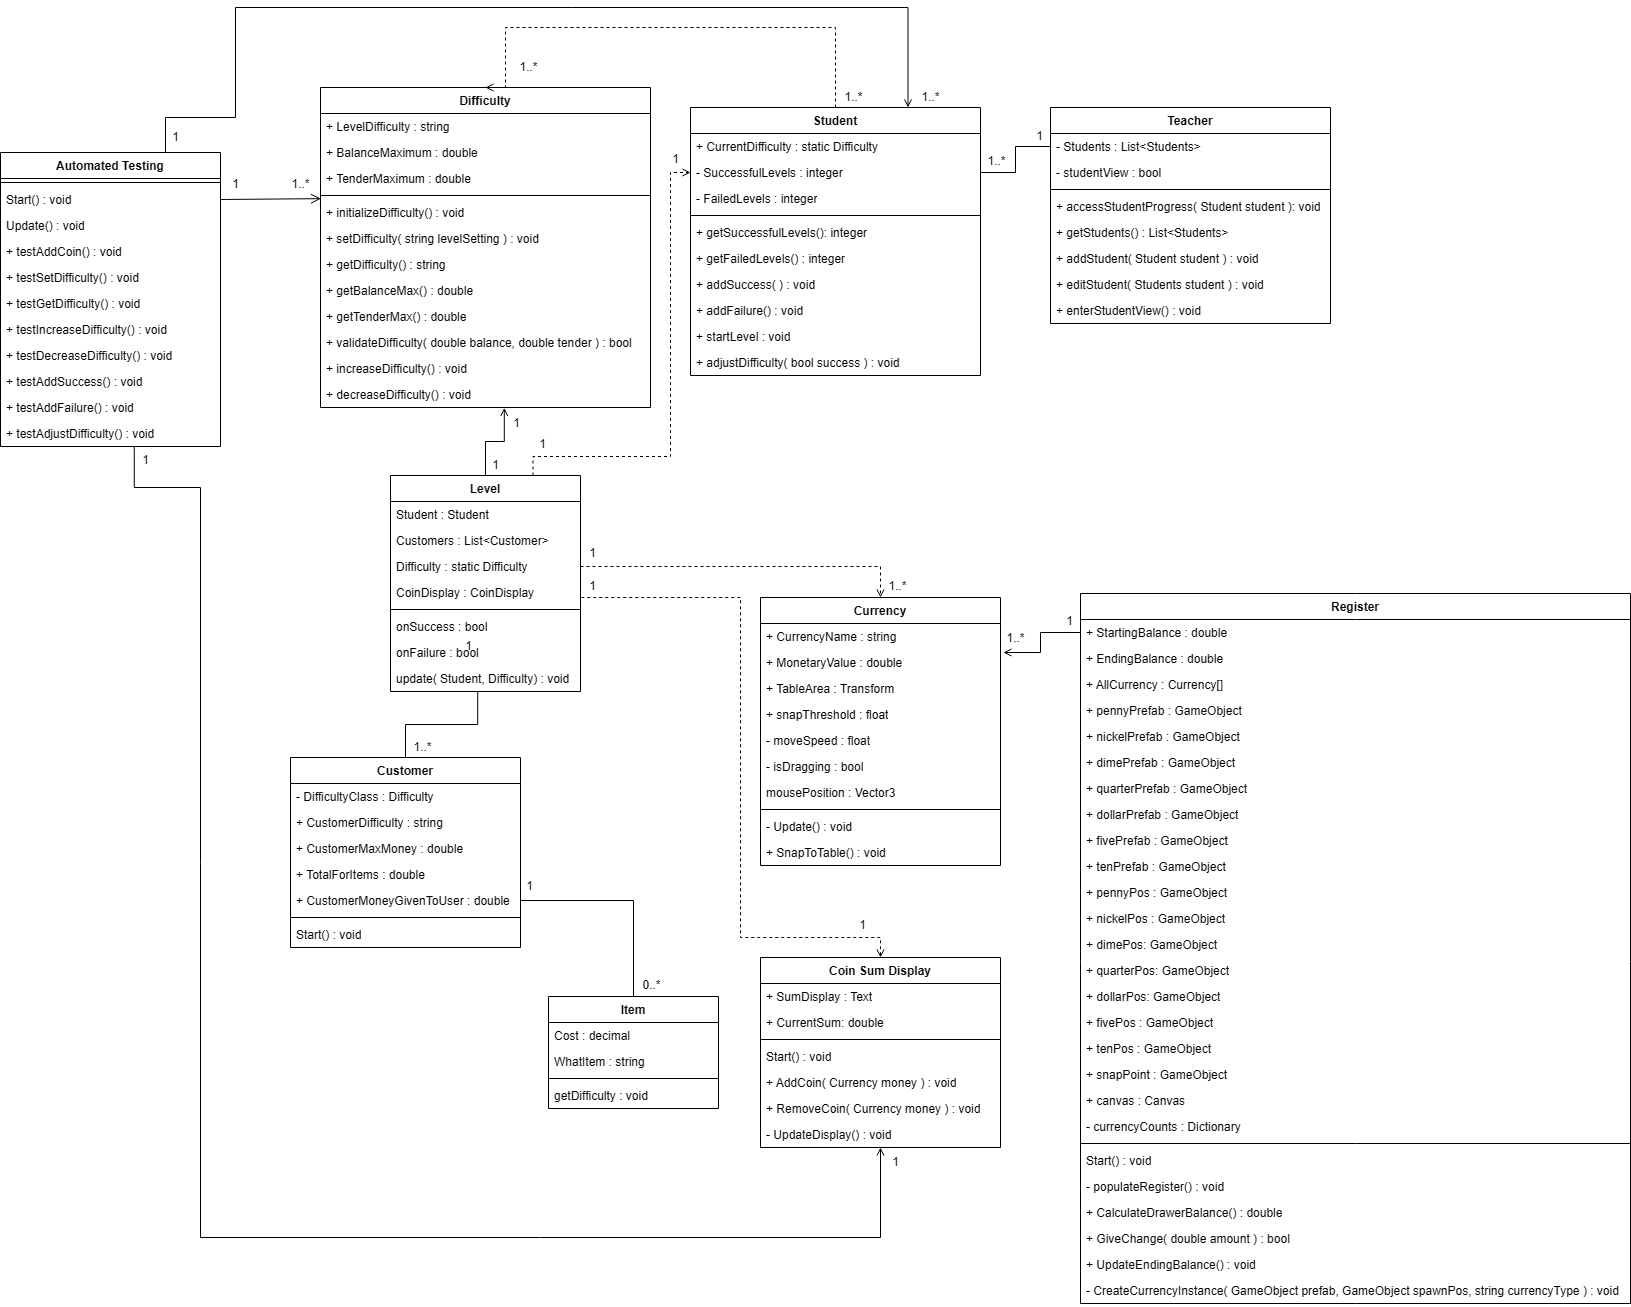 1
1..*
1..*
1..*
Automated Testing
Start() : void
Update() : void
+ testAddCoin() : void
+ testSetDifficulty() : void
+ testGetDifficulty() : void
+ testIncreaseDifficulty() : void
+ testDecreaseDifficulty() : void
+ testAddSuccess() : void
+ testAddFailure() : void
+ testAdjustDifficulty() : void
1
1..*
1
Difficulty
+ LevelDifficulty : string
+ BalanceMaximum : double
+ TenderMaximum : double
+ initializeDifficulty() : void
+ setDifficulty( string levelSetting ) : void
+ getDifficulty() : string
+ getBalanceMax() : double
+ getTenderMax() : double
+ validateDifficulty( double balance, double tender ) : bool
+ increaseDifficulty() : void
+ decreaseDifficulty() : void
1
Student
+ CurrentDifficulty : static Difficulty
- SuccessfulLevels : integer
- FailedLevels : integer
+ getSuccessfulLevels(): integer
+ getFailedLevels() : integer
+ addSuccess( ) : void
+ addFailure() : void
+ startLevel : void
+ adjustDifficulty( bool success ) : void
1..*
1
Teacher
- Students : List<Students>
- studentView : bool
+ accessStudentProgress( Student student ): void
+ getStudents() : List<Students>
+ addStudent( Student student ) : void
+ editStudent( Students student ) : void
+ enterStudentView() : void
1
1
1
Level
Student : Student
Customers : List<Customer>
Difficulty : static Difficulty
CoinDisplay : CoinDisplay
onSuccess : bool
1
onFailure : bool
update( Student, Difficulty) : void
1
1..*
1
1..*
Customer
- DifficultyClass : Difficulty
+ CustomerDifficulty : string
+ CustomerMaxMoney : double
+ TotalForItems : double
+ CustomerMoneyGivenToUser : double
Start() : void
1
0..*
Item
Cost : decimal
WhatItem : string
getDifficulty : void
Currency
+ CurrencyName : string
+ MonetaryValue : double
+ TableArea : Transform
+ snapThreshold : float
- moveSpeed : float
- isDragging : bool
mousePosition : Vector3
- Update() : void
+ SnapToTable() : void
1..*
1
1
Coin Sum Display
+ SumDisplay : Text
+ CurrentSum: double
Start() : void
+ AddCoin( Currency money ) : void
+ RemoveCoin( Currency money ) : void
- UpdateDisplay() : void
1
Register
+ StartingBalance : double
+ EndingBalance : double
+ AllCurrency : Currency[]
+ pennyPrefab : GameObject
+ nickelPrefab : GameObject
+ dimePrefab : GameObject
+ quarterPrefab : GameObject
+ dollarPrefab : GameObject
+ fivePrefab : GameObject
+ tenPrefab : GameObject
+ pennyPos : GameObject
+ nickelPos : GameObject
+ dimePos: GameObject
+ quarterPos: GameObject
+ dollarPos: GameObject
+ fivePos : GameObject
+ tenPos : GameObject
+ snapPoint : GameObject
+ canvas : Canvas
- currencyCounts : Dictionary
Start() : void
- populateRegister() : void
+ CalculateDrawerBalance() : double
+ GiveChange( double amount ) : bool
+ UpdateEndingBalance() : void
- CreateCurrencyInstance( GameObject prefab, GameObject spawnPos, string currencyType ) : void